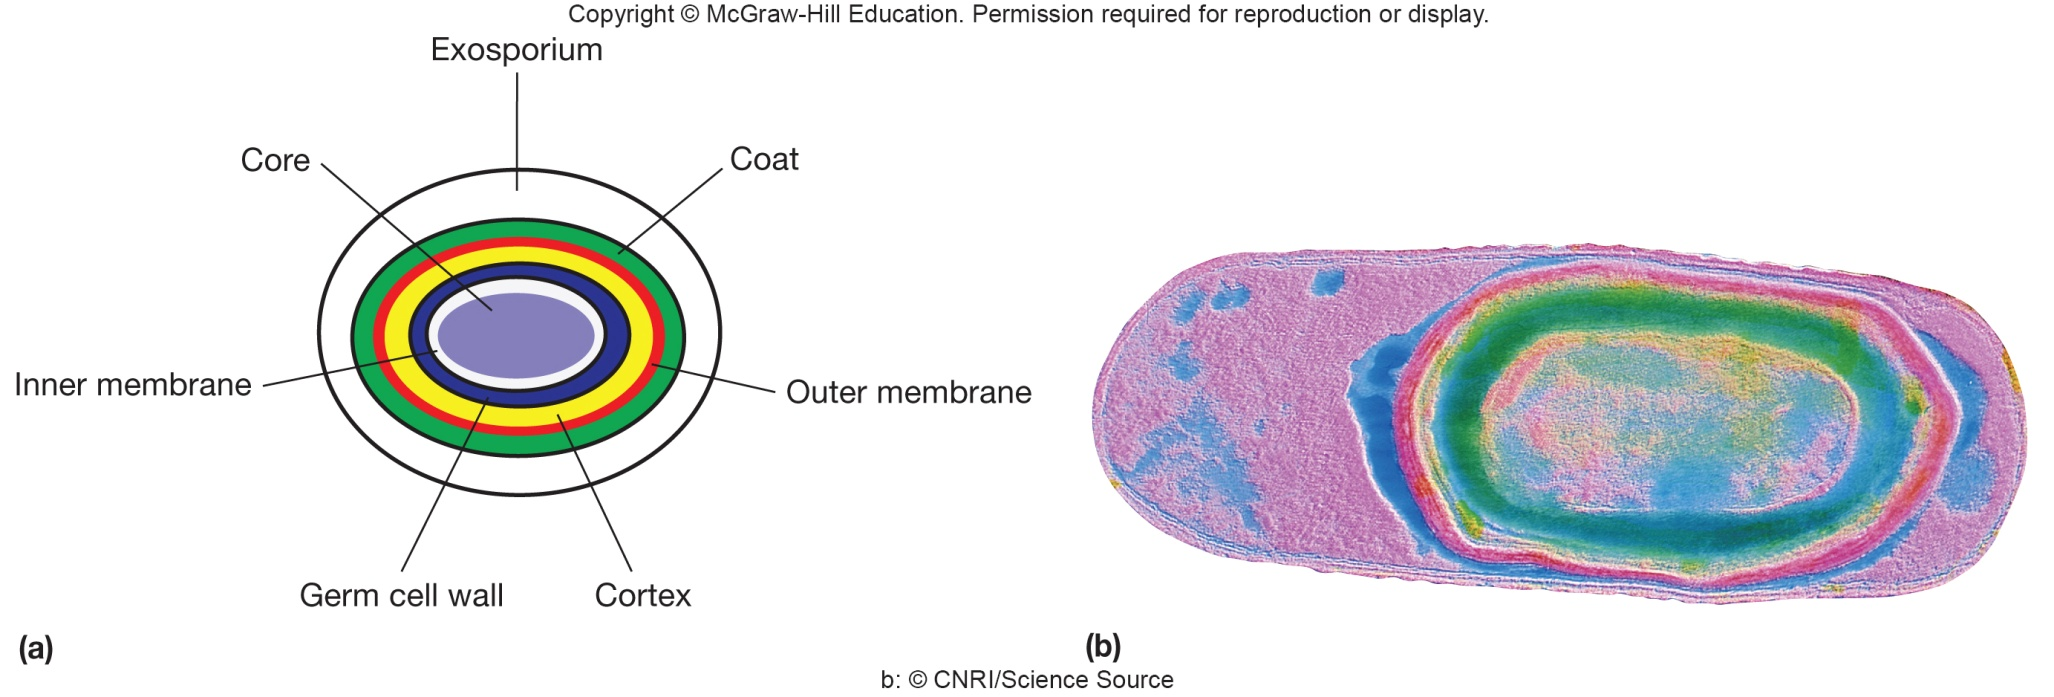 Copyright © McGraw-Hill Education. Permission required for reproduction or display.
Exosporium
Core
Coat
Inner membrane
Outer membrane
Germ cell wall
Cortex
(a)
(b)
b: © CNRI/Science Source